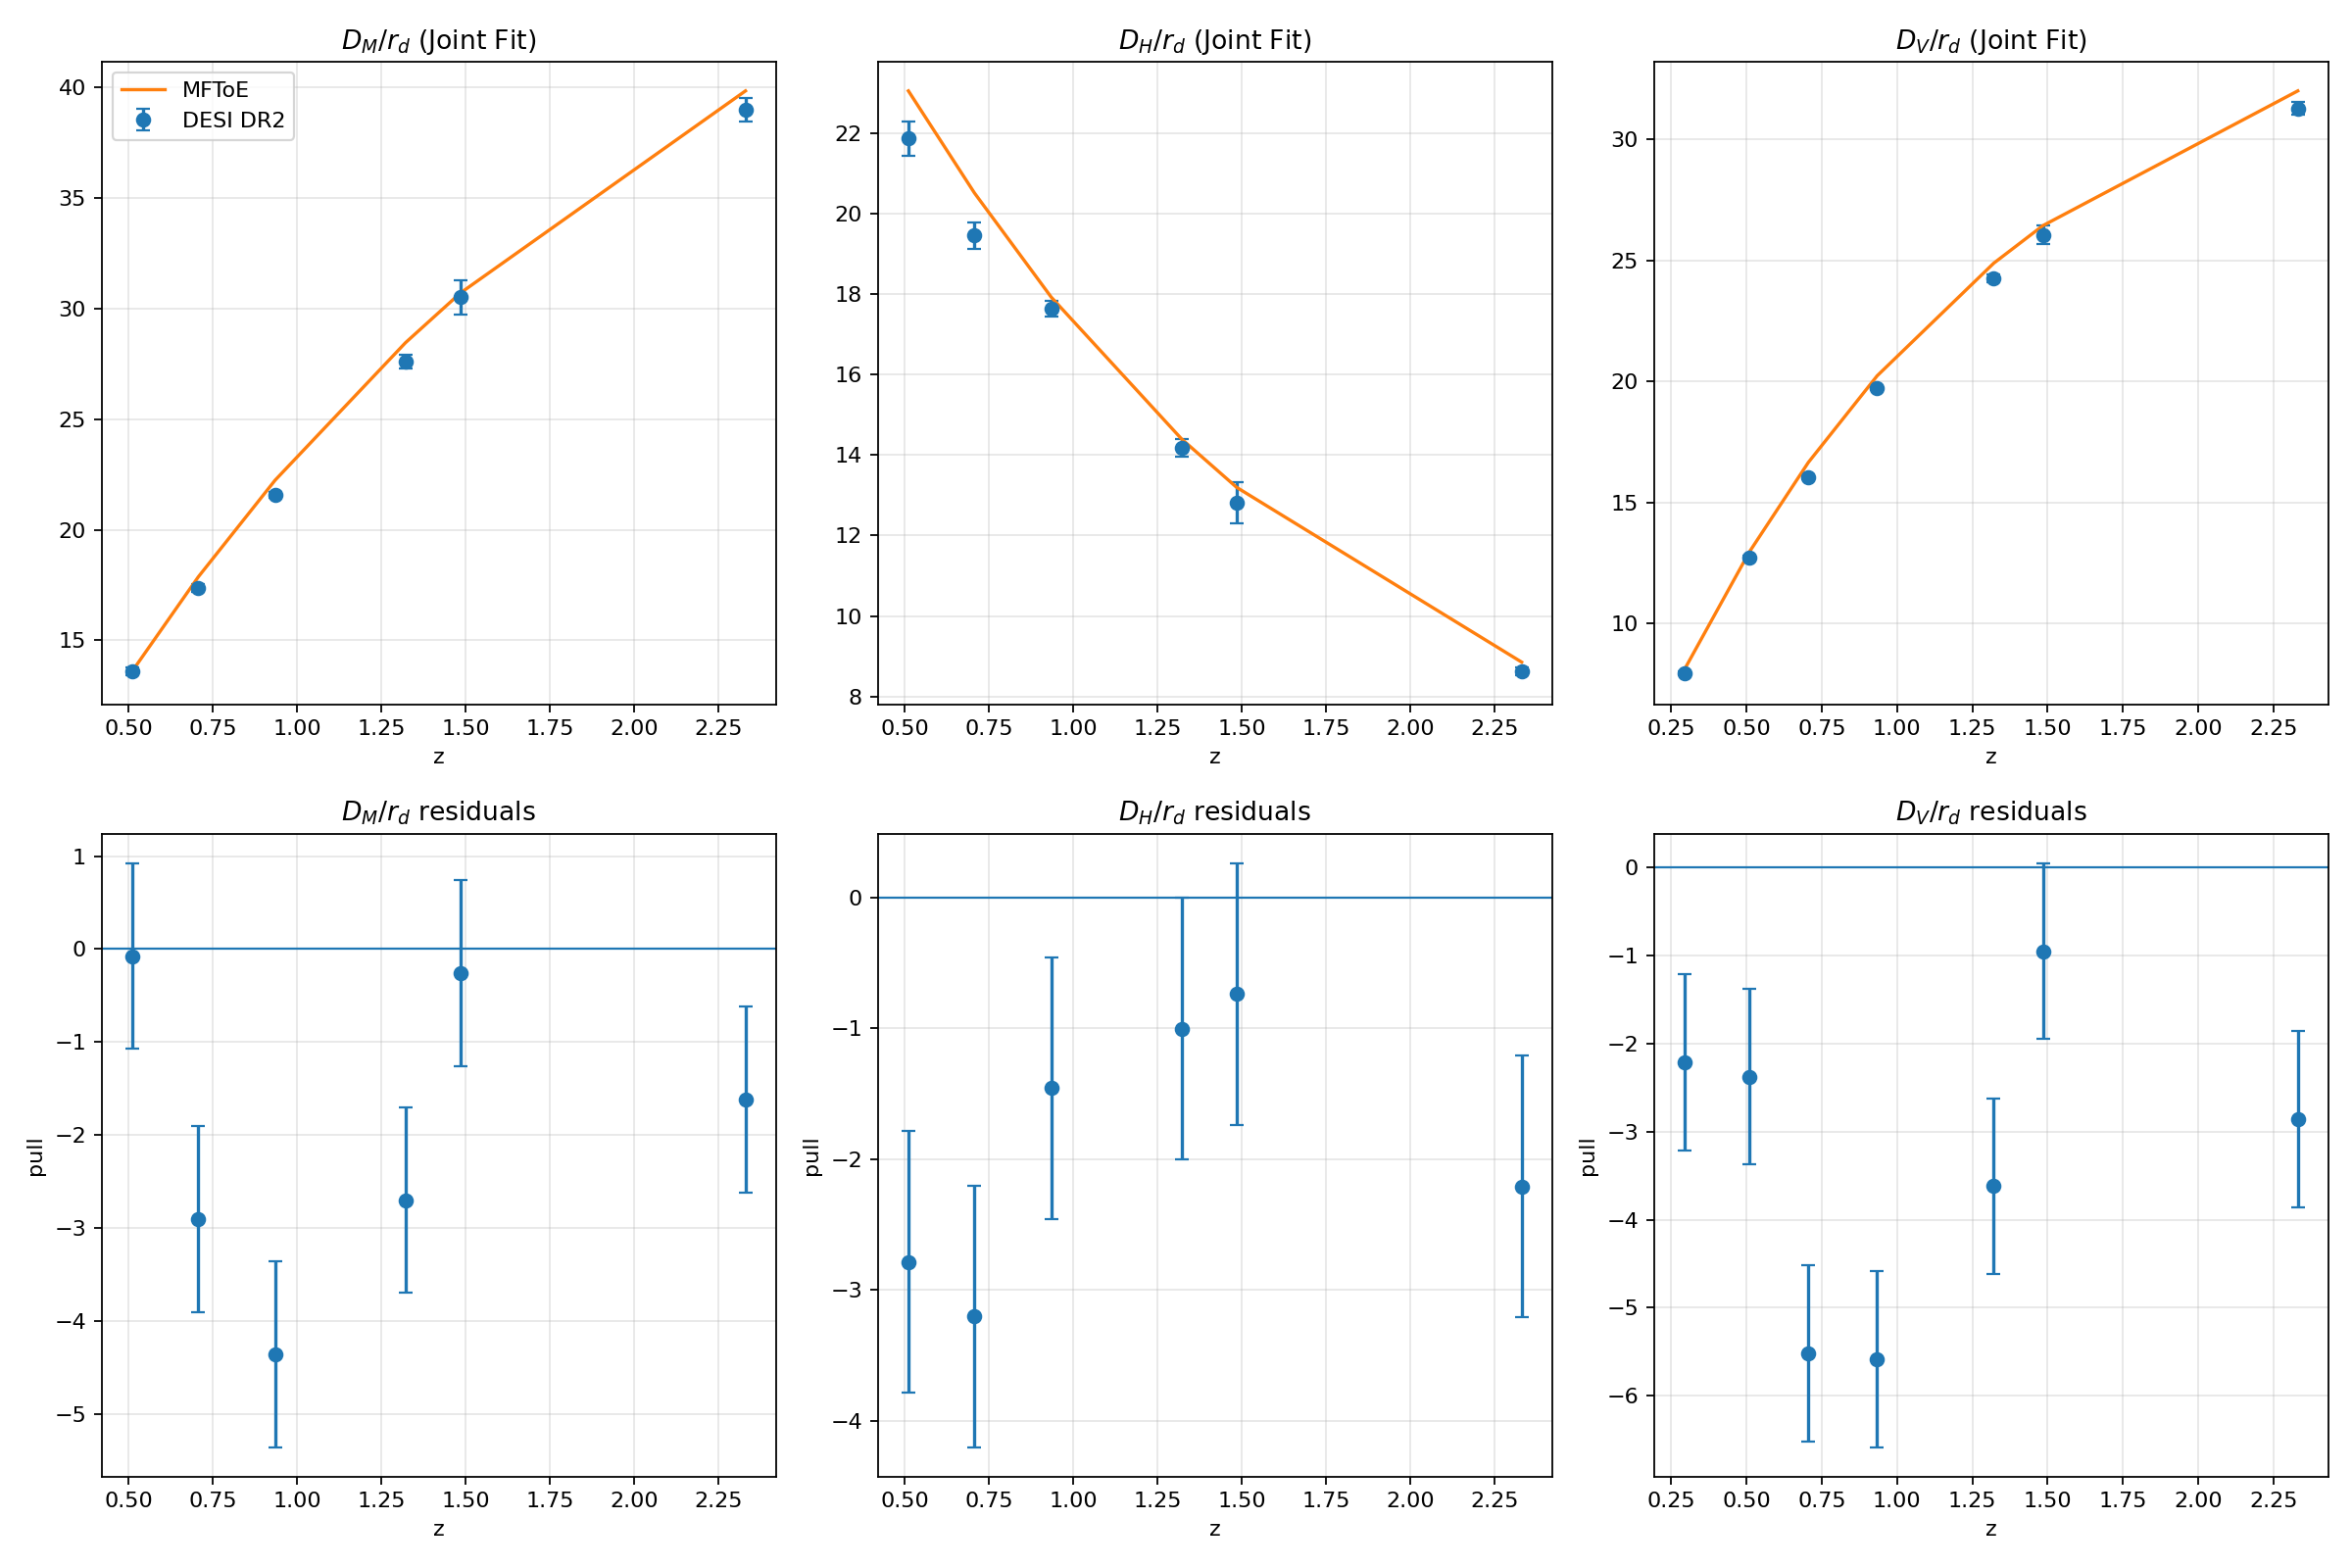 D_M/r_d (Joint Fit)
MFToE
DESI DR2
40
35
30
25
20
15
0.50 0.75 1.00 1.25 1.50 1.75 2.00 2.25
z
D_H/r_d (Joint Fit)
22
20
18
16
14
12
10
8
0.50 0.75 1.00 1.25 1.50 1.75 2.00 2.25
z
D_V/r_d (Joint Fit)
30
25
20
15
10
0.25 0.50 0.75 1.00 1.25 1.50 1.75 2.00 2.25
z
D_M/r_d residuals
pull
1
0
−1
−2
−3
−4
−5
0.50 0.75 1.00 1.25 1.50 1.75 2.00 2.25
z
D_H/r_d residuals
pull
0
−1
−2
−3
−4
0.50 0.75 1.00 1.25 1.50 1.75 2.00 2.25
z
D_V/r_d residuals
pull
0
−1
−2
−3
−4
−5
−6
0.25 0.50 0.75 1.00 1.25 1.50 1.75 2.00 2.25
z